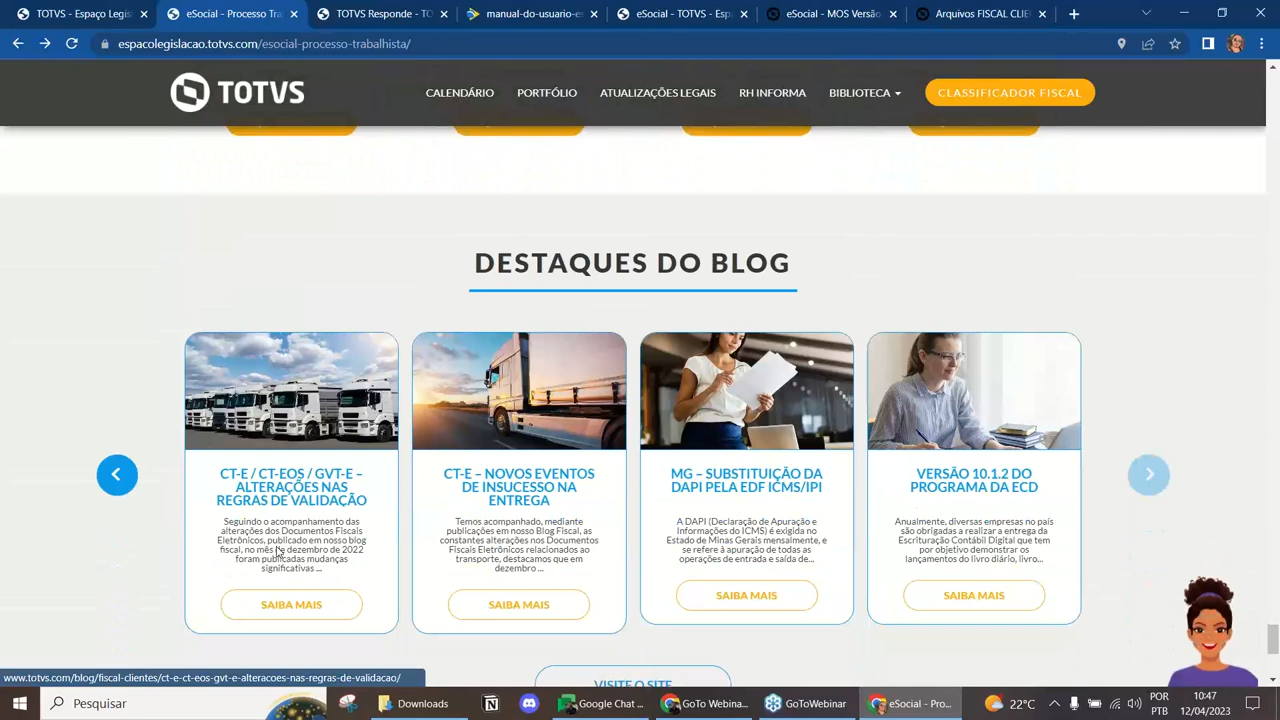 TOTVS - Espaço Legis
eSocial - Processo Tra
TOTVS Responde - TO
manual-do-usuario-es
eSocial - TOTVS - Esp
eSocial - MOS Versão
Arquivos FISCAL CLIE
espacolegislacao.totvs.com/esocial-processo-trabalhista/
TOTVS
CALENDÁRIO
PORTFÓLIO
ATUALIZAÇÕES LEGAIS
RH INFORMA
BIBLIOTECA
CLASSIFICADOR FISCAL
DESTAQUES DO BLOG
CT-E / CT-EOS / GVT-E –
ALTERAÇÕES NAS
REGRAS DE VALIDAÇÃO
Seguindo o acompanhamento das
alterações dos Documentos Fiscais
Eletrônicos, publicado em nosso blog
fiscal, no mês de dezembro de 2022
foram publicadas mudanças
significativas ...
SAIBA MAIS
CT-E – NOVOS EVENTOS
DE INSUCESSO NA
ENTREGA
Temos acompanhado, mediante
publicações em nosso Blog Fiscal, as
constantes alterações nos Documentos
Fiscais Eletrônicos relacionados ao
transporte, destacamos que em
dezembro ...
SAIBA MAIS
MG – SUBSTITUIÇÃO DA
DAPI PELA EDF ICMS/IPI
A DAPI (Declaração de Apuração e
Informações do ICMS) é exigida no
Estado de Minas Gerais mensalmente, e
se refere à apuração de todas as
operações de entrada e saída de...
SAIBA MAIS
VERSÃO 10.1.2 DO
PROGRAMA DA ECD
Anualmente, diversas empresas no país
são obrigadas a realizar a entrega da
Escrituração Contábil Digital que tem
por objetivo demonstrar os
lançamentos do livro diário, livro...
SAIBA MAIS
VISITE O SITE
www.totvs.com/blog/fiscal-clientes/ct-e-ct-eos-gvt-e-alteracoes-nas-regras-de-validacao/
Pesquisar
Downloads
Google Chat ...
GoTo Webina...
GoToWebinar
eSocial - Pro...
22°C
POR
PTB
10:47
12/04/2023